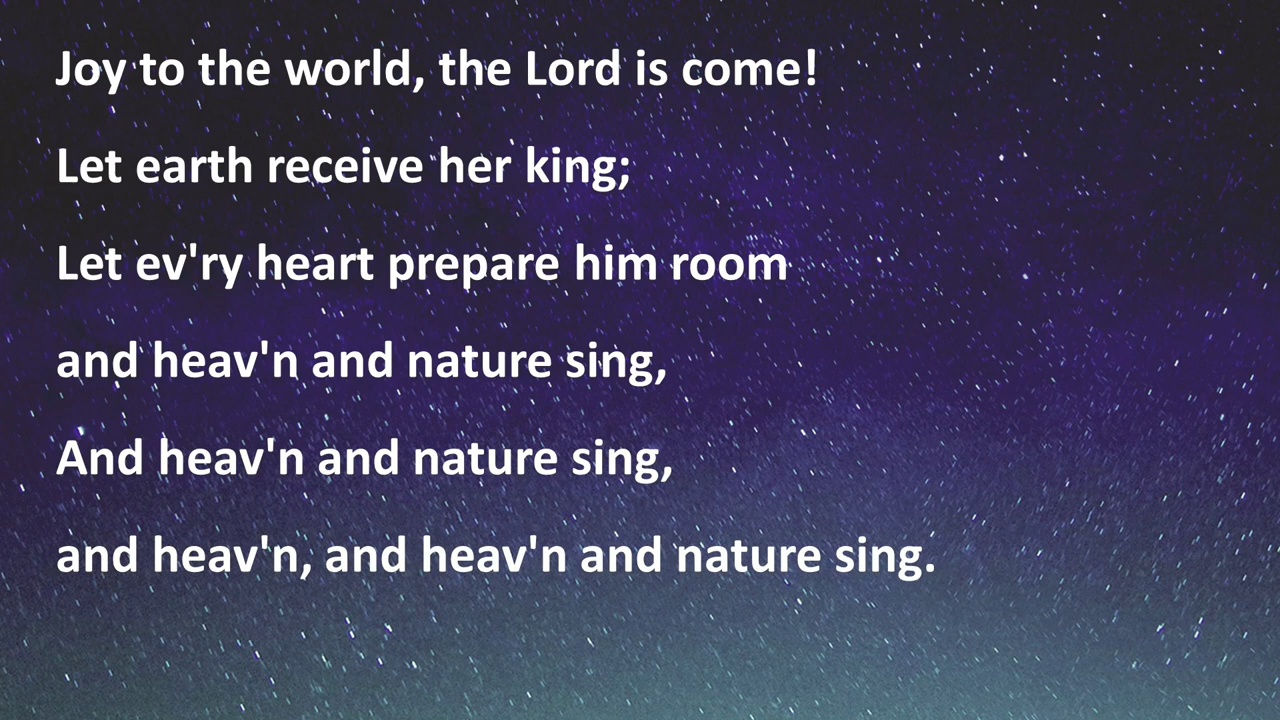 Joy to the world, the Lord is come!
Let earth receive her king;
Let ev'ry heart prepare him room
and heav'n and nature sing,
And heav'n and nature sing,
and heav'n, and heav'n and nature sing.